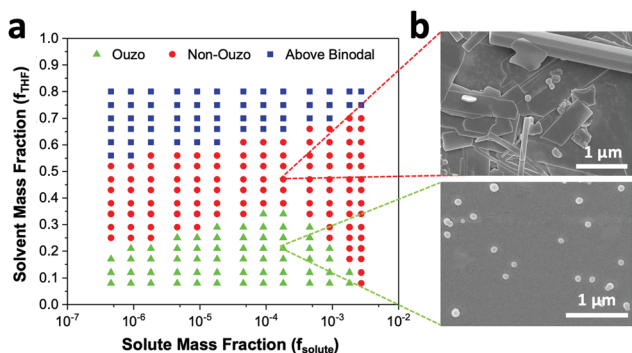 a
b
Ouzo
Non-Ouzo
Above Binodal
Solvent Mass Fraction (f_THF)
1.0
0.9
0.8
0.7
0.6
0.5
0.4
0.3
0.2
0.1
0.0
10⁻⁷
10⁻⁶
10⁻⁵
10⁻⁴
10⁻³
10⁻²
Solute Mass Fraction (f_solute)
1 μm
1 μm